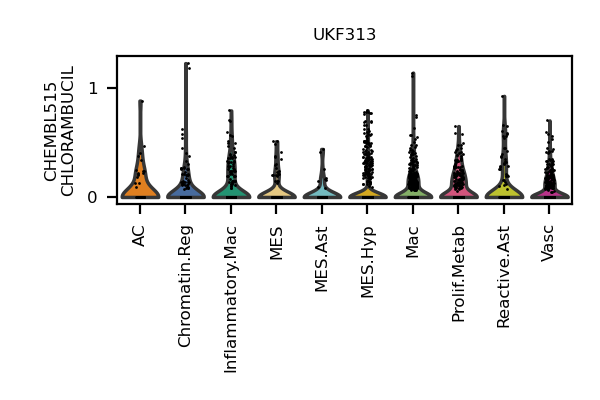 UKF313
CHEMBL515
CHLORAMBUCIL
1
0
AC
Chromatin.Reg
Inflammatory.Mac
MES
MES.Ast
MES.Hyp
Mac
Prolif.Metab
Reactive.Ast
Vasc